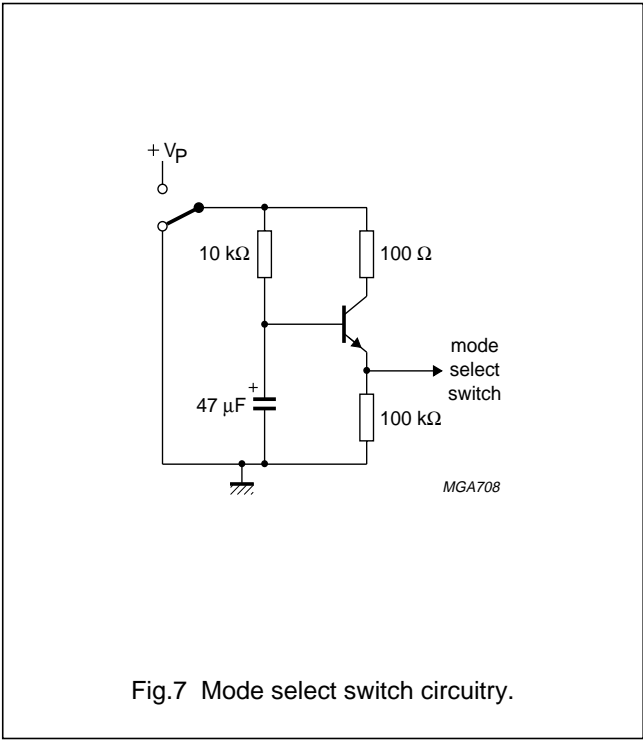 + VP
10 kΩ
100 Ω
mode
select
switch
+
47 µF
100 kΩ
MGA708
Fig.7 Mode select switch circuitry.